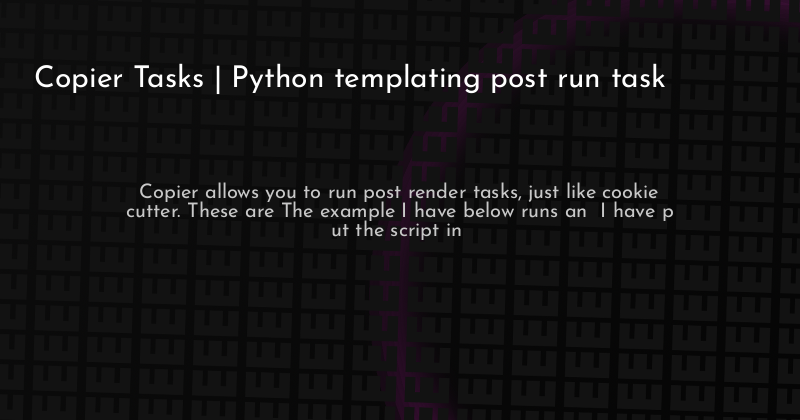 Copier Tasks | Python templating post run task
Copier allows you to run post render tasks, just like cookie
cutter. These are The example I have below runs an  I have p
ut the script in